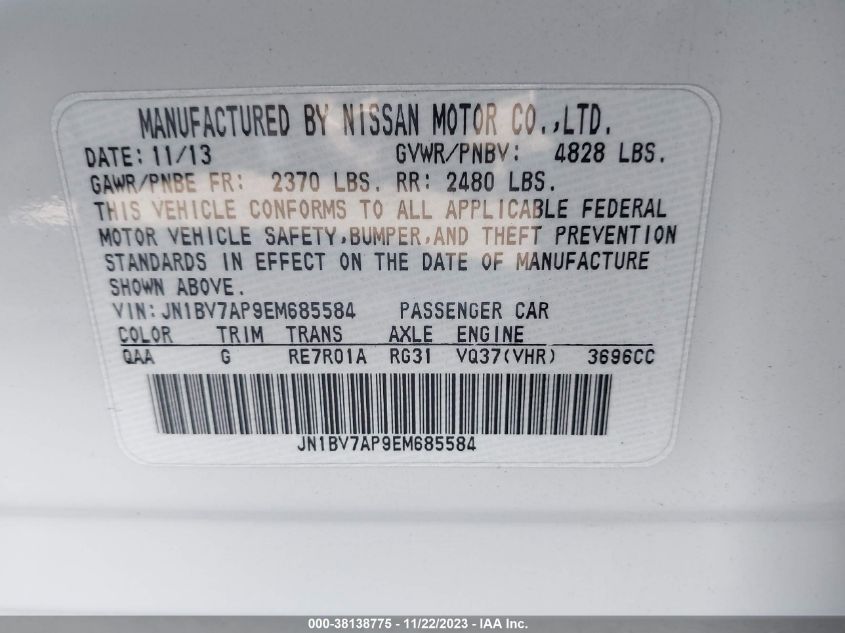 MANUFACTURED BY NISSAN MOTOR CO.,LTD.
DATE: 11/13 GVWR/PNBV: 4828 LBS.
GAWR/PNBE FR: 2370 LBS. RR: 2480 LBS.
THIS VEHICLE CONFORMS TO ALL APPLICABLE FEDERAL
MOTOR VEHICLE SAFETY,BUMPER,AND THEFT PREVENTION
STANDARDS IN EFFECT ON THE DATE OF MANUFACTURE
SHOWN ABOVE.
VIN: JN1BV7AP9EM685584 PASSENGER CAR
COLOR TRIM TRANS AXLE ENGINE
QAA G RE7R01A RG31 VQ37(VHR) 3696CC
JN1BV7AP9EM685584
000-38138775 - 11/22/2023 - IAA Inc.